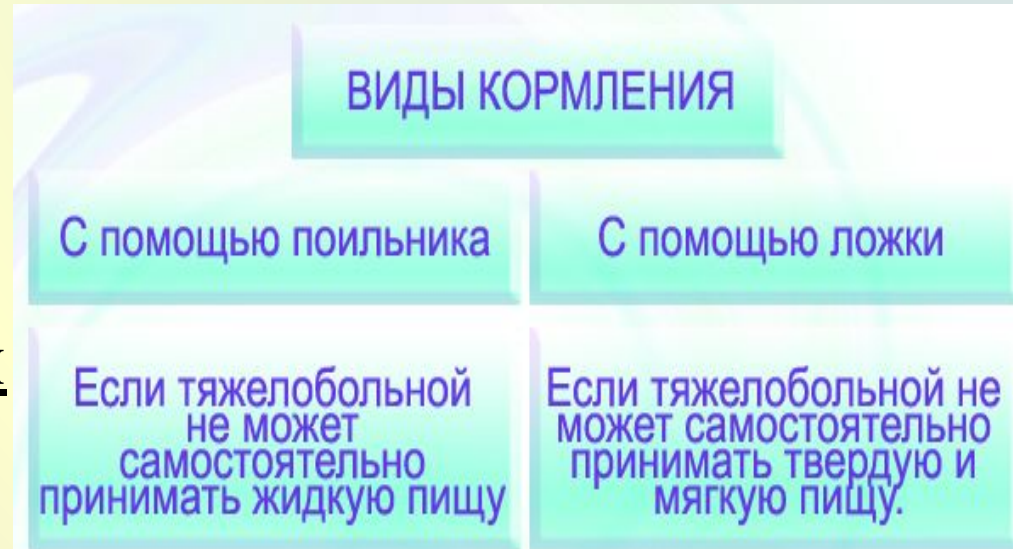 ВИДЫ КОРМЛЕНИЯ
С помощью поильника
С помощью ложки
Если тяжелобольной
не может
самостоятельно
принимать жидкую пищу
Если тяжелобольной не
может самостоятельно
принимать твердую и
мягкую пищу.